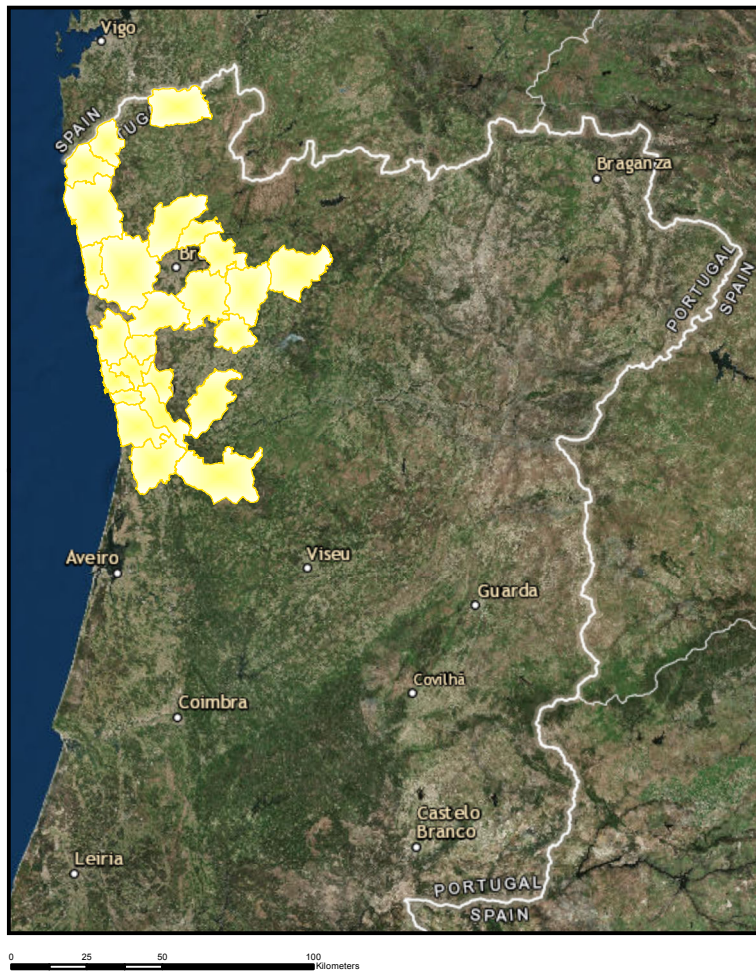 Vigo
SPAIN
TUG
Braganza
Br
PORTUGAL
SPAIN
Aveiro
Viseu
Guarda
Covilhã
Coimbra
Castelo
Branco
Leiria
PORTUGAL
SPAIN
0 25 50 100
Kilometers